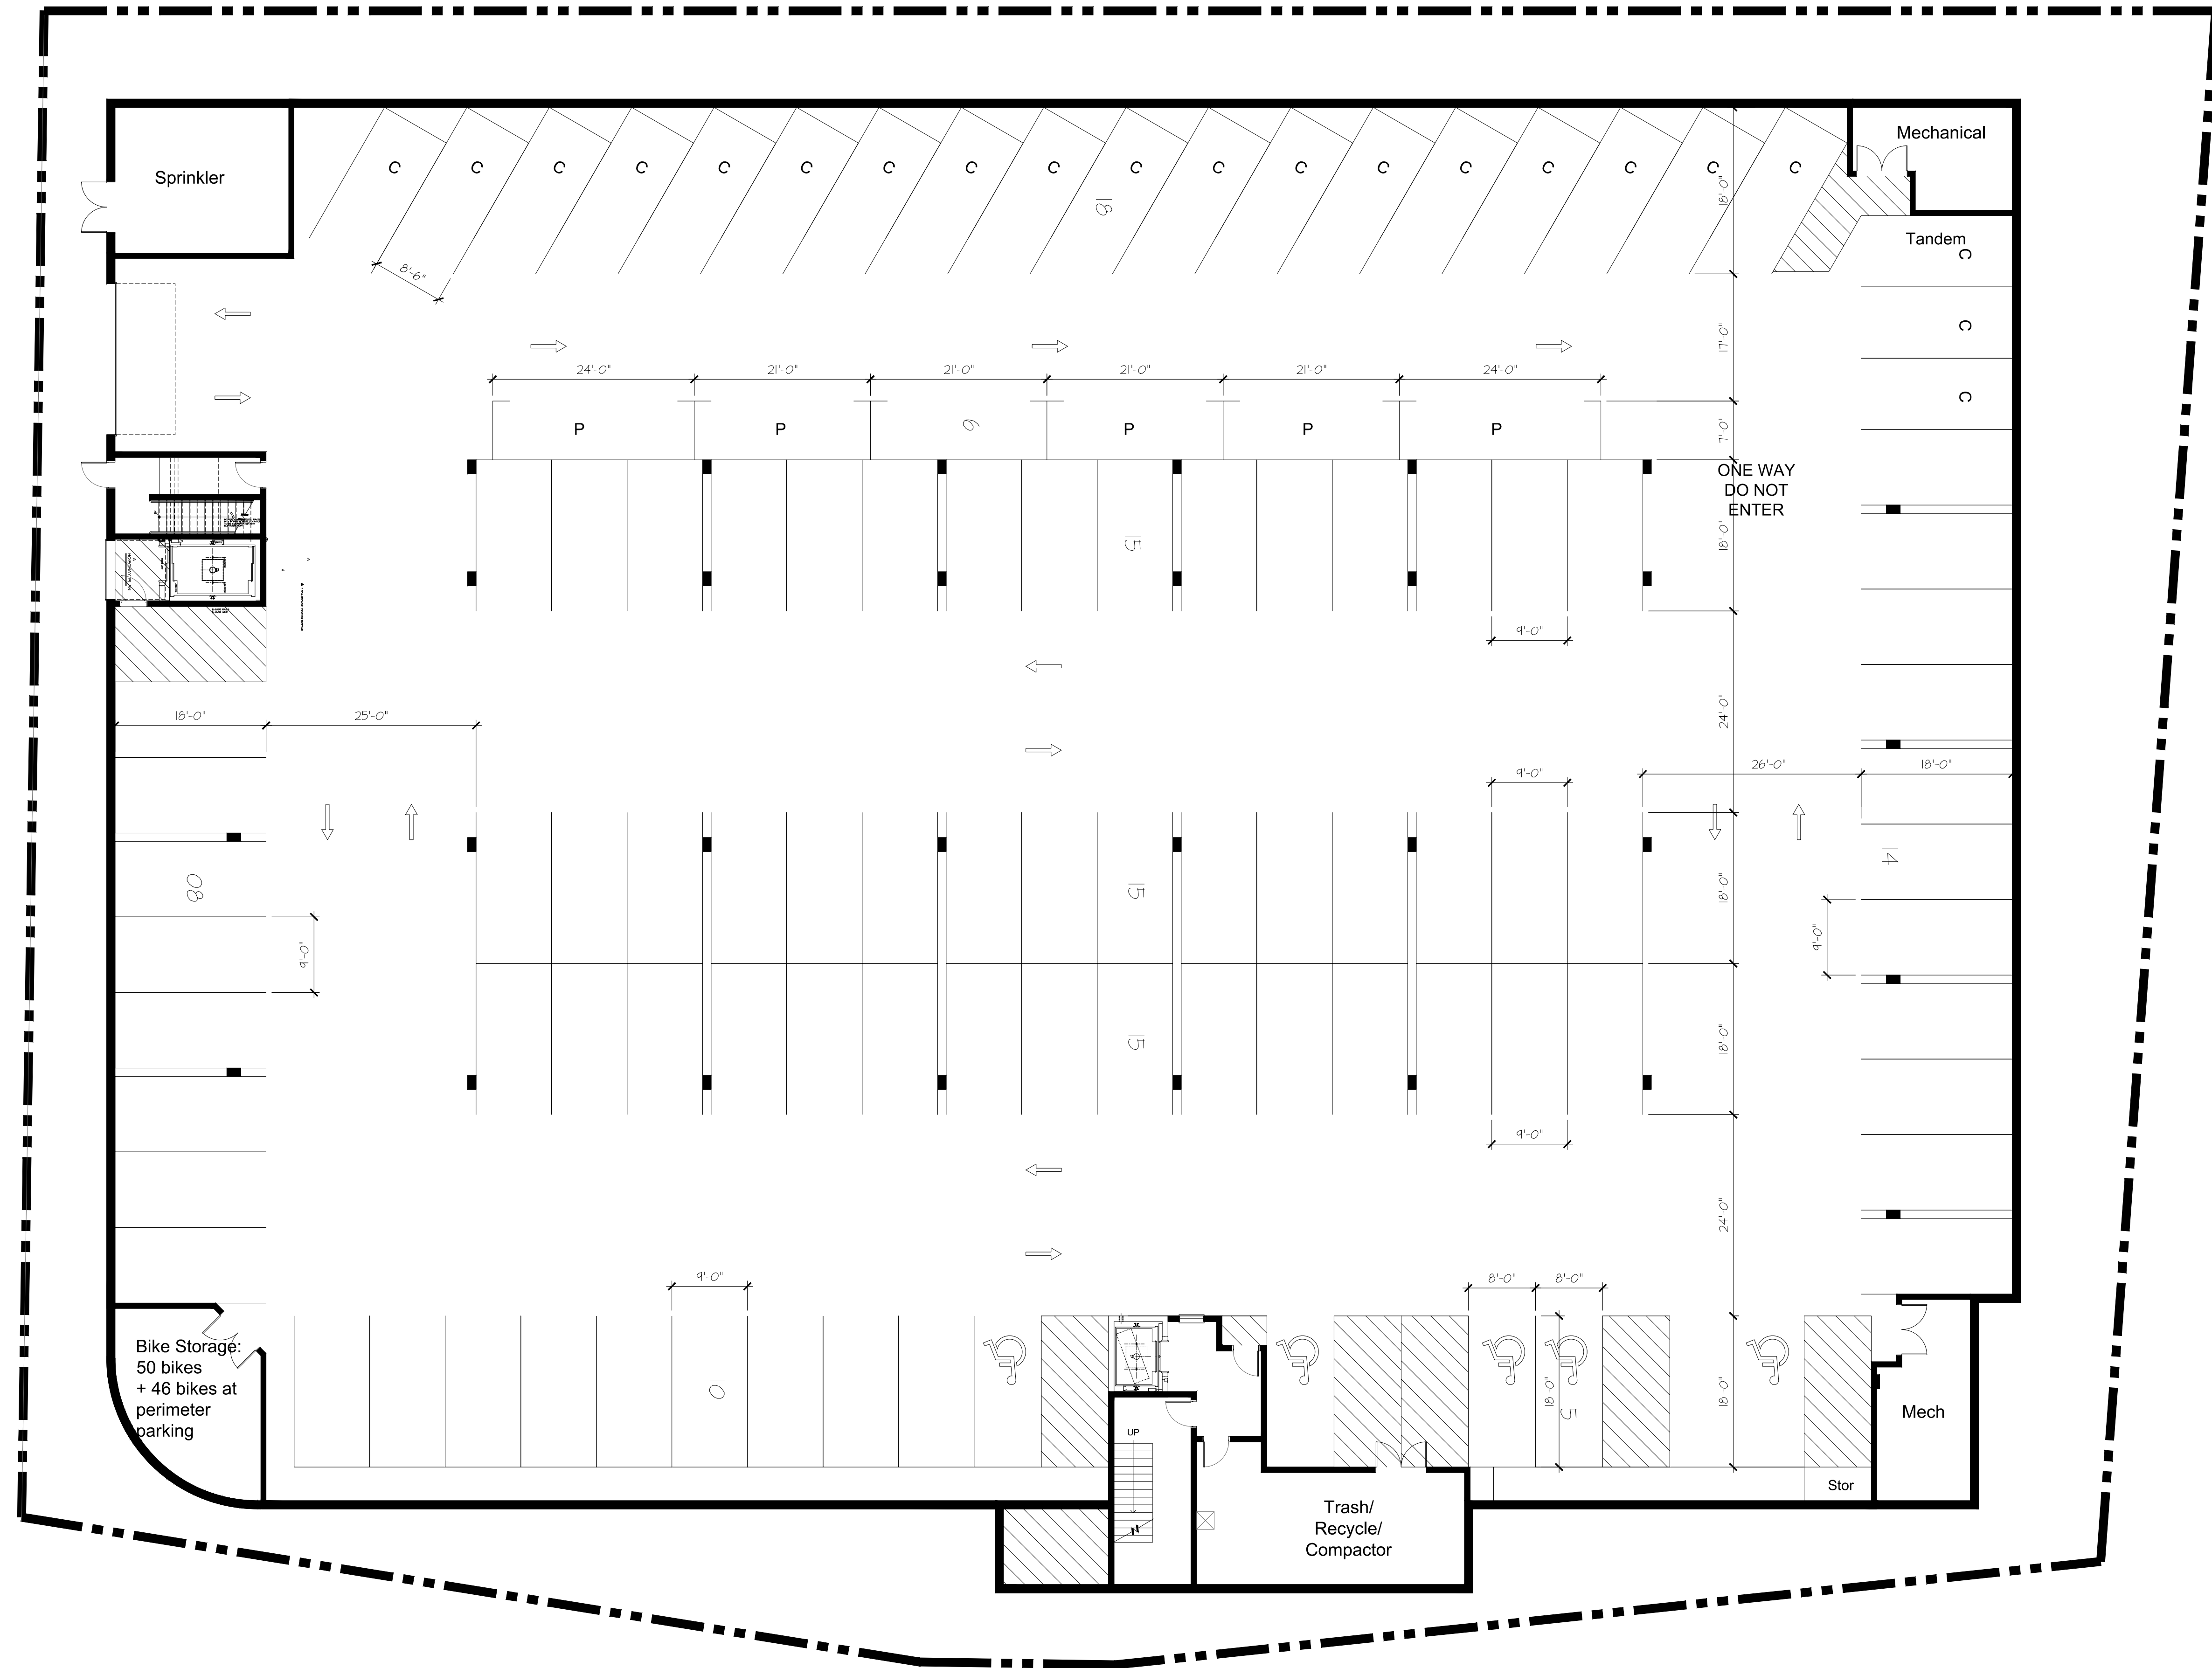 Mechanical
Sprinkler
Tandem
C C C C C C C C C C C C C C C C C C
18
18'-0"
8'-6"
C
C
C
17'-0"
24'-0" 21'-0" 21'-0" 21'-0" 21'-0" 24'-0"
P P 6 P P P
7'-0"
ONE WAY
DO NOT
ENTER
15
18'-0"
9'-0"
18'-0" 25'-0"
24'-0"
9'-0"
26'-0" 18'-0"
14
08
15
18'-0"
9'-0"
9'-0"
15
18'-0"
9'-0"
24'-0"
9'-0"
8'-0" 8'-0"
Bike Storage:
50 bikes
+ 46 bikes at
perimeter
parking
10
18'-0"
5
18'-0"
UP
Mech
Stor
Trash/
Recycle/
Compactor